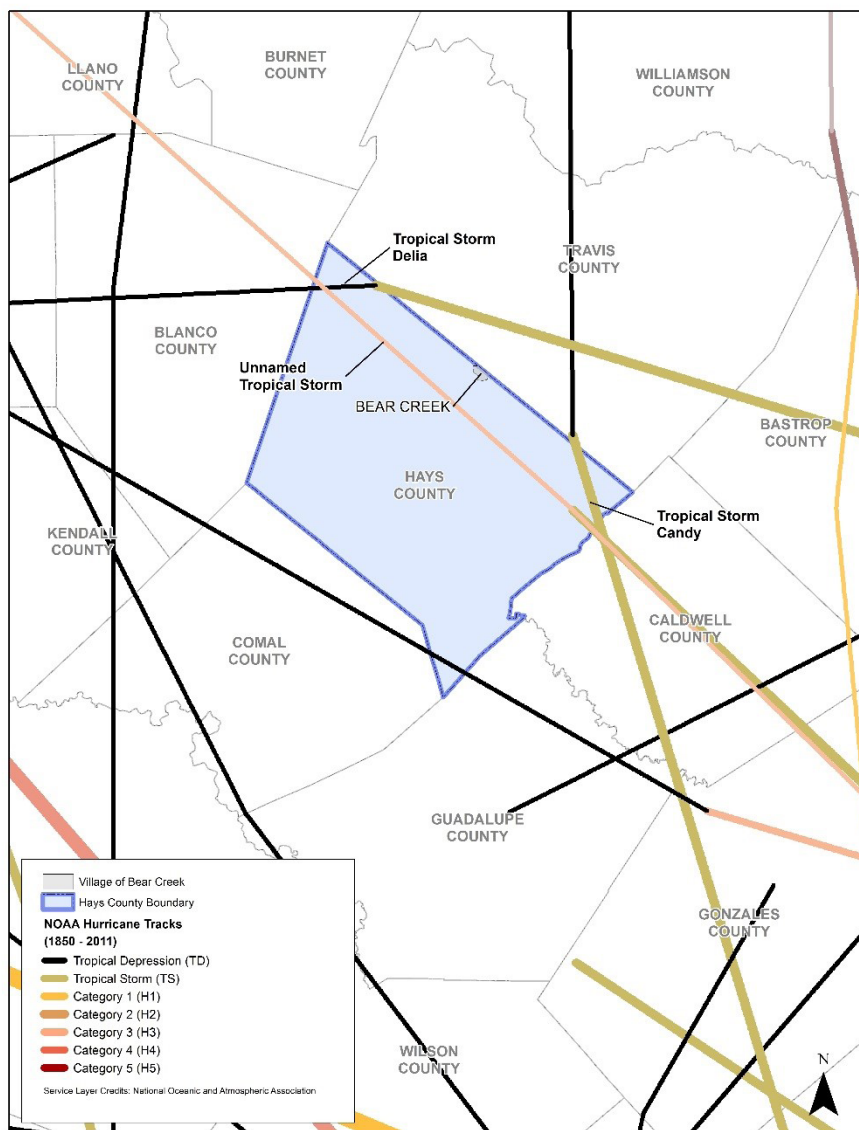 LLANO
COUNTY
BURNET
COUNTY
WILLIAMSON
COUNTY
Tropical Storm
Delia
TRAVIS
COUNTY
BLANCO
COUNTY
Unnamed
Tropical Storm
BEAR CREEK
BASTROP
COUNTY
HAYS
COUNTY
KENDALL
COUNTY
Tropical Storm
Candy
COMAL
COUNTY
CALDWELL
COUNTY
GUADALUPE
COUNTY
GONZALES
COUNTY
WILSON
COUNTY
Village of Bear Creek
Hays County Boundary
NOAA Hurricane Tracks
(1850 - 2011)
Tropical Depression (TD)
Tropical Storm (TS)
Category 1 (H1)
Category 2 (H2)
Category 3 (H3)
Category 4 (H4)
Category 5 (H5)
Service Layer Credits: National Oceanic and Atmospheric Association
N